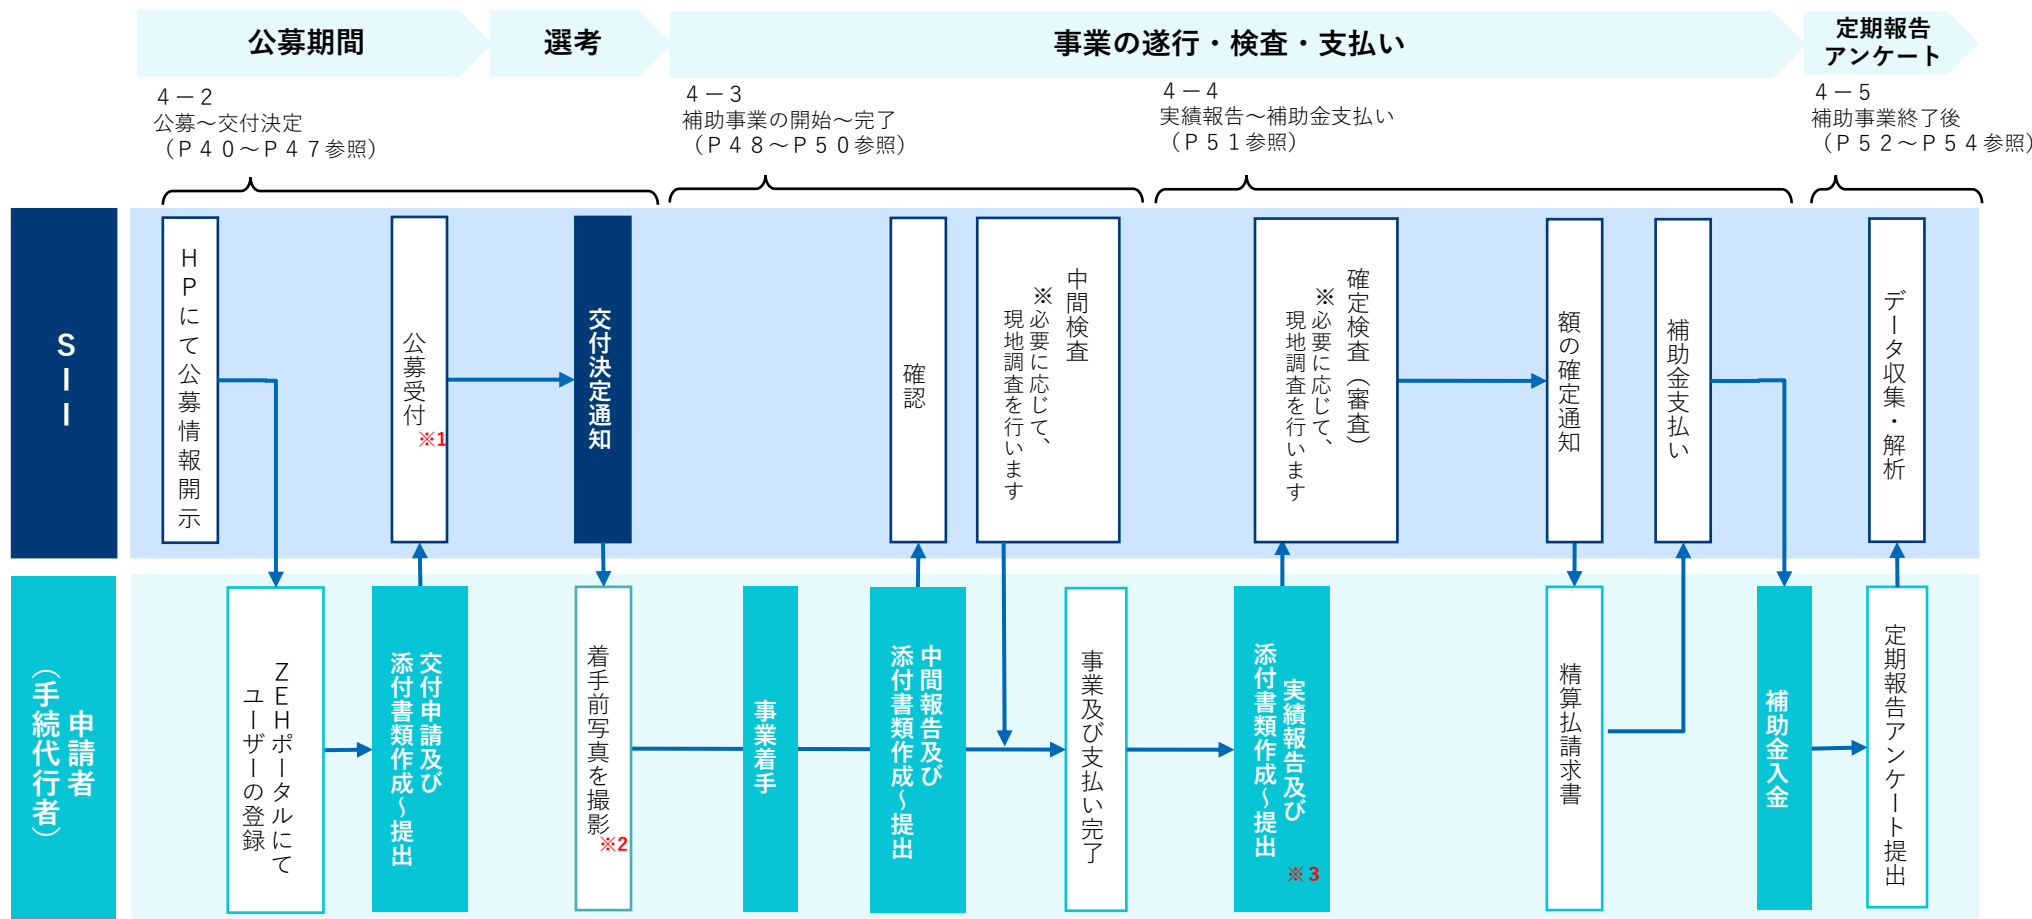 公募期間
選考
事業の遂行・検査・支払い
定期報告
アンケート
４－２
公募～交付決定
（Ｐ４０～Ｐ４７参照）
４－３
補助事業の開始～完了
（Ｐ４８～Ｐ５０参照）
４－４
実績報告～補助金支払い
（Ｐ５１参照）
４－５
補助事業終了後
（Ｐ５２～Ｐ５４参照）
ＳＩＩ
ＨＰにて公募情報開示
公募受付
※1
交付決定通知
確認
中間検査
※必要に応じて、
現地調査を行います
確定検査（審査）
※必要に応じて、
現地調査を行います
額の確定通知
補助金支払い
データ収集・解析
申請者
（手続代行者）
ＺＥＨポータルにて
ユーザーの登録
交付申請及び
添付書類作成～提出
着手前写真を撮影
※2
事業着手
中間報告及び
添付書類作成～提出
事業及び支払い完了
実績報告及び
添付書類作成～提出
※３
精算払請求書
補助金入金
定期報告アンケート提出